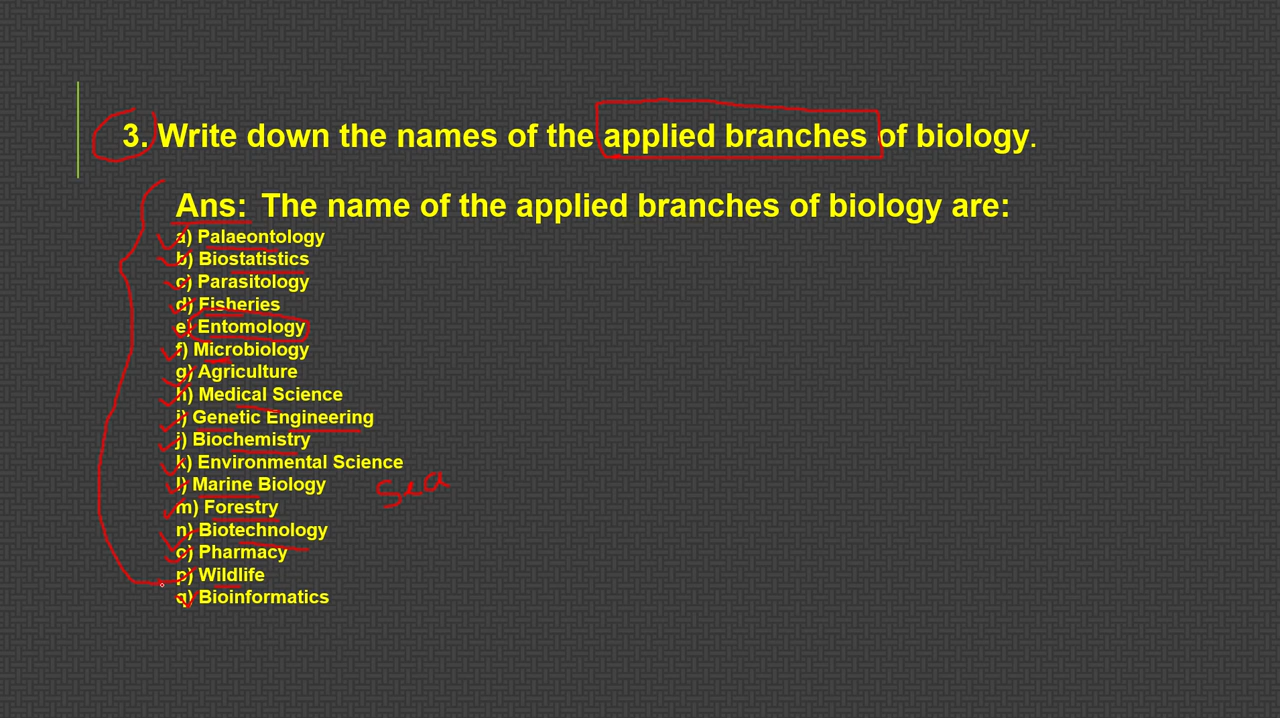 3. Write down the names of the applied branches of biology.
Ans: The name of the applied branches of biology are:
a) Palaeontology
b) Biostatistics
c) Parasitology
d) Fisheries
e) Entomology
f) Microbiology
g) Agriculture
h) Medical Science
i) Genetic Engineering
j) Biochemistry
k) Environmental Science
l) Marine Biology
sea
m) Forestry
n) Biotechnology
o) Pharmacy
p) Wildlife
q) Bioinformatics